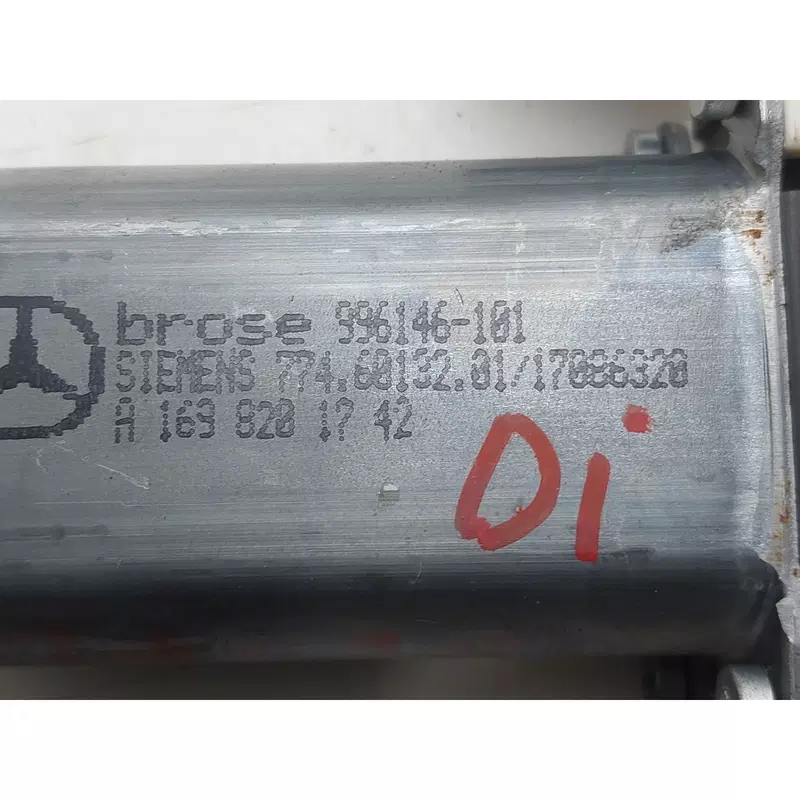 brose 996146-101
SIEMENS 774.60132.01/17086320
A 169 820 17 42
Di